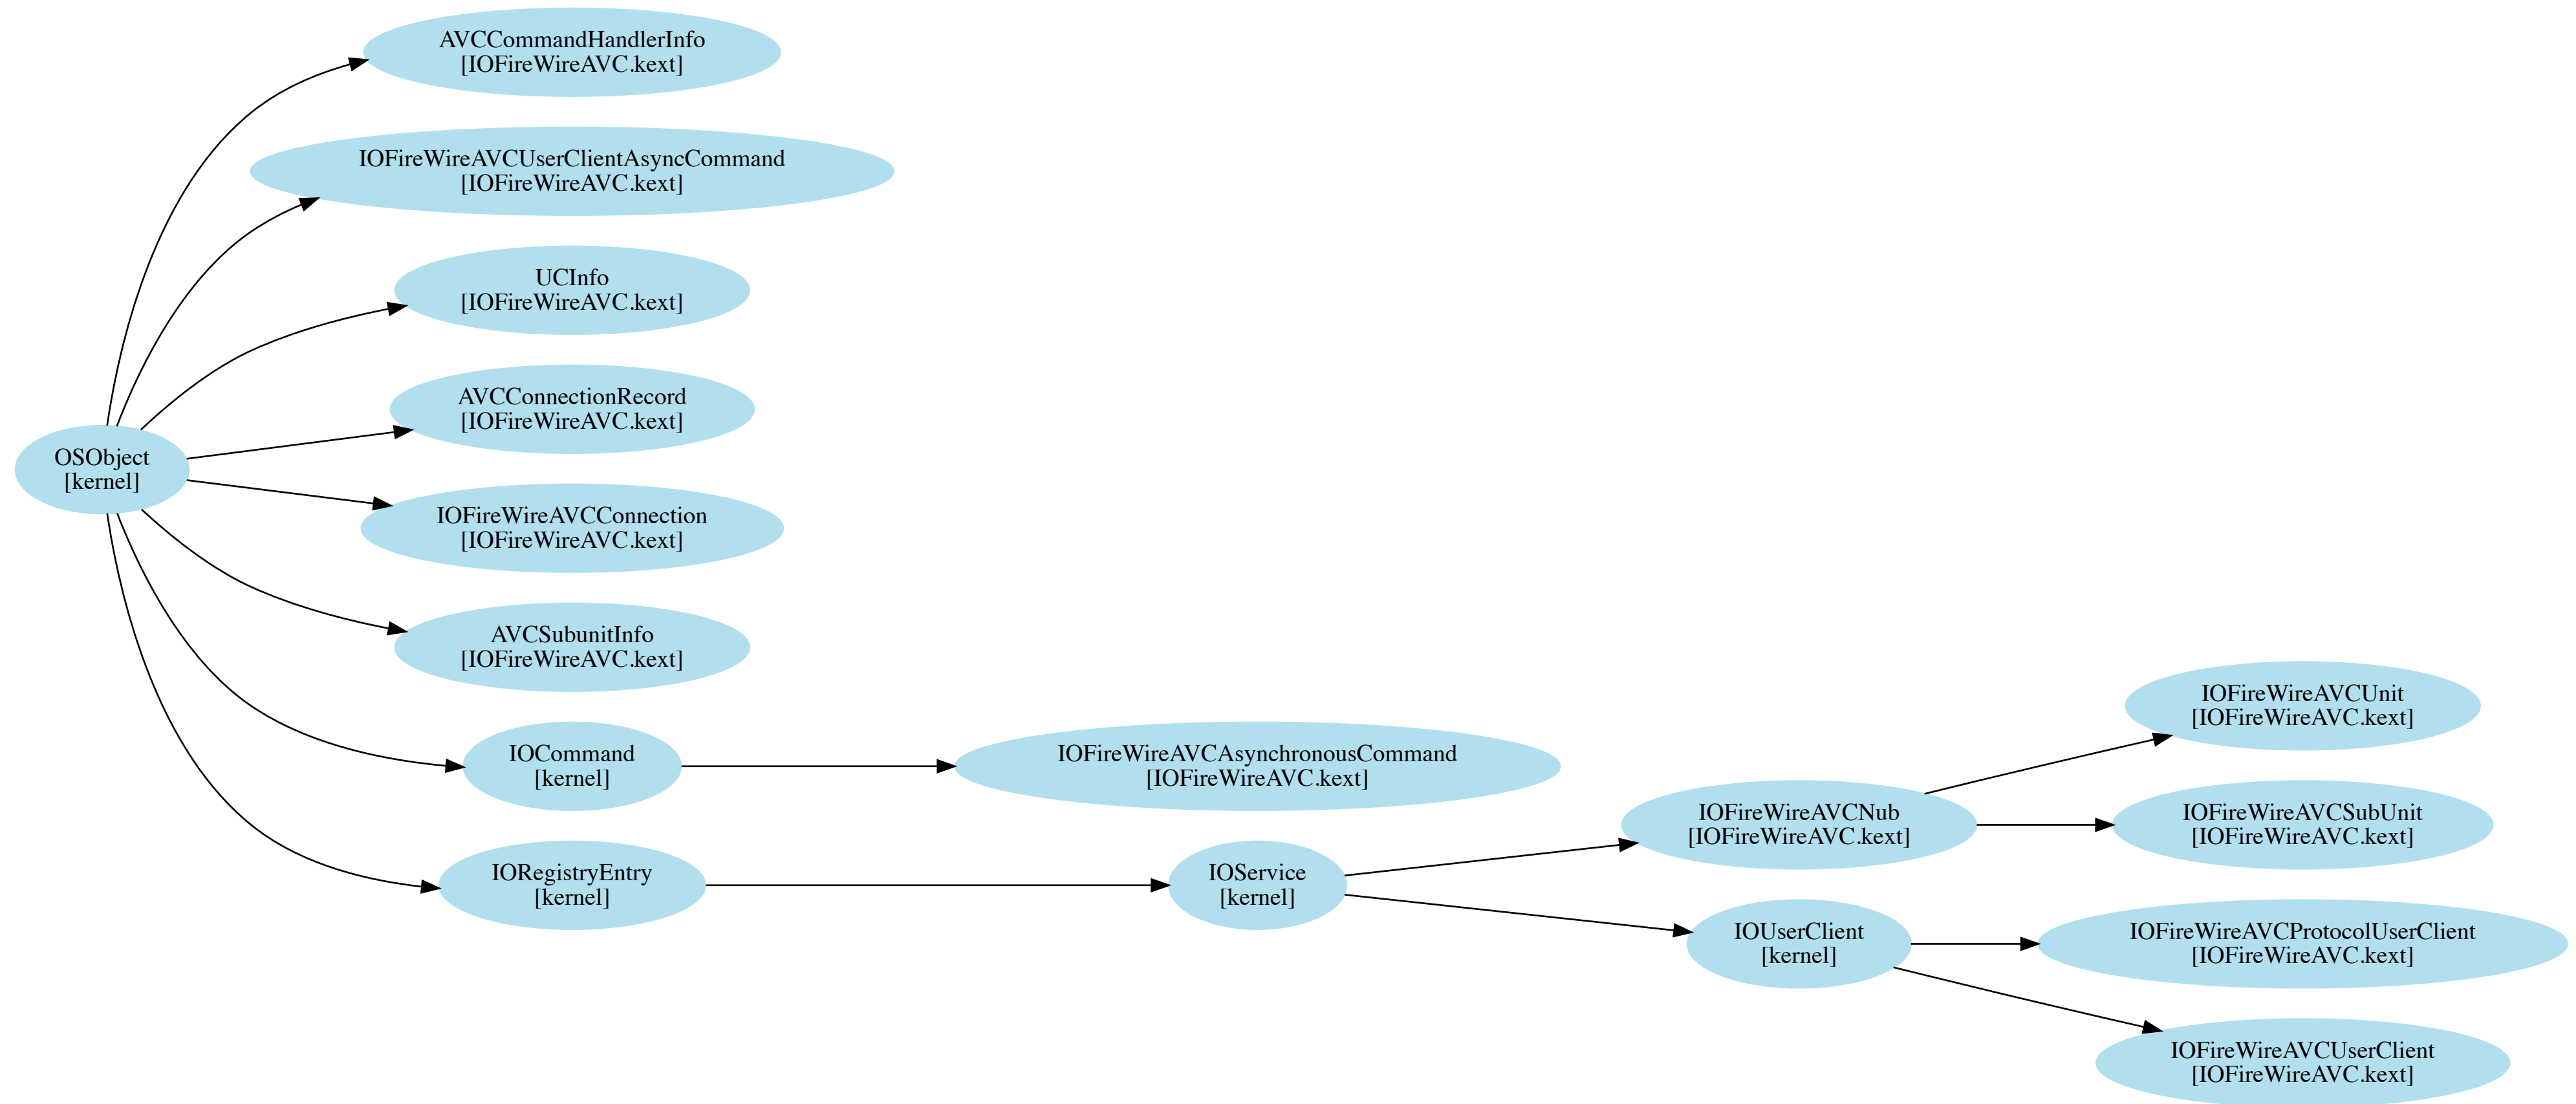 AVCCommandHandlerInfo
[IOFireWireAVC.kext]
IOFireWireAVCUserClientAsyncCommand
[IOFireWireAVC.kext]
UCInfo
[IOFireWireAVC.kext]
AVCConnectionRecord
[IOFireWireAVC.kext]
OSObject
[kernel]
IOFireWireAVCConnection
[IOFireWireAVC.kext]
AVCSubunitInfo
[IOFireWireAVC.kext]
IOCommand
[kernel]
IOFireWireAVCAsynchronousCommand
[IOFireWireAVC.kext]
IORegistryEntry
[kernel]
IOService
[kernel]
IOFireWireAVCNub
[IOFireWireAVC.kext]
IOUserClient
[kernel]
IOFireWireAVCUnit
[IOFireWireAVC.kext]
IOFireWireAVCSubUnit
[IOFireWireAVC.kext]
IOFireWireAVCProtocolUserClient
[IOFireWireAVC.kext]
IOFireWireAVCUserClient
[IOFireWireAVC.kext]